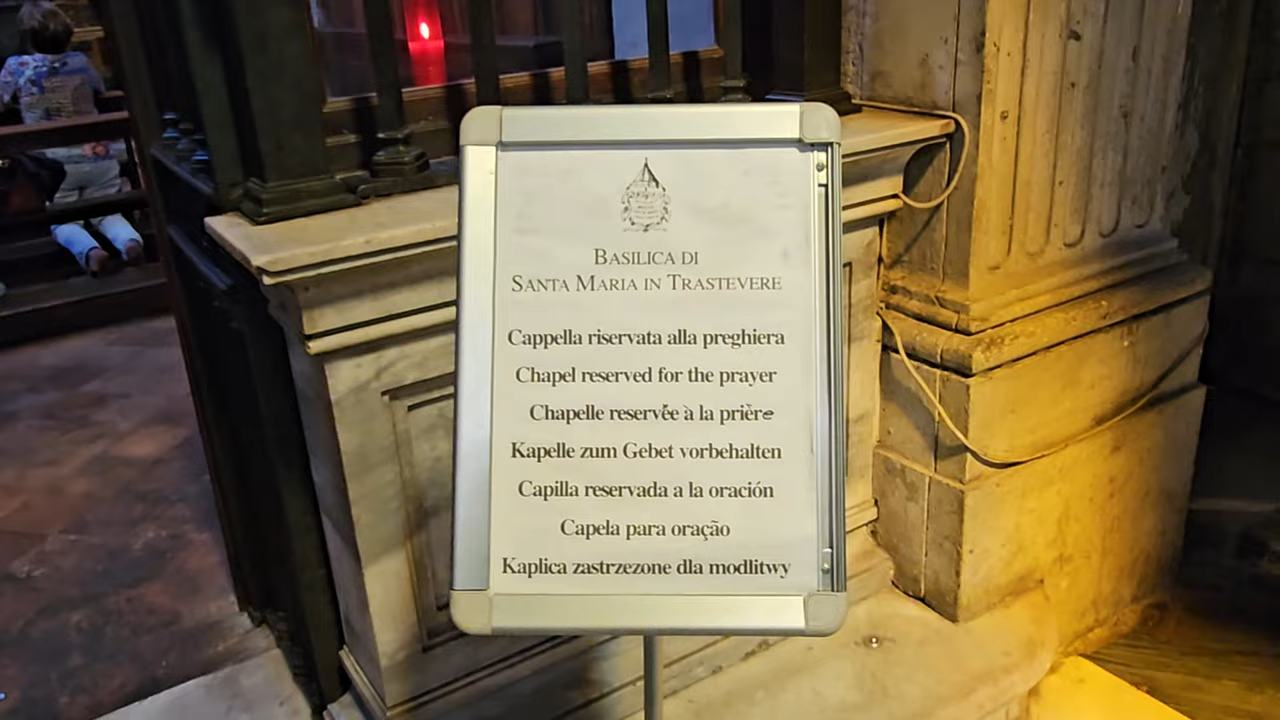 BASILICA DI
SANTA MARIA IN TRASTEVERE
Cappella riservata alla preghiera
Chapel reserved for the prayer
Chapelle reservée à la prière
Kapelle zum Gebet vorbehalten
Capilla reservada a la oración
Capela para oração
Kaplica zastrzezone dla modlitwy